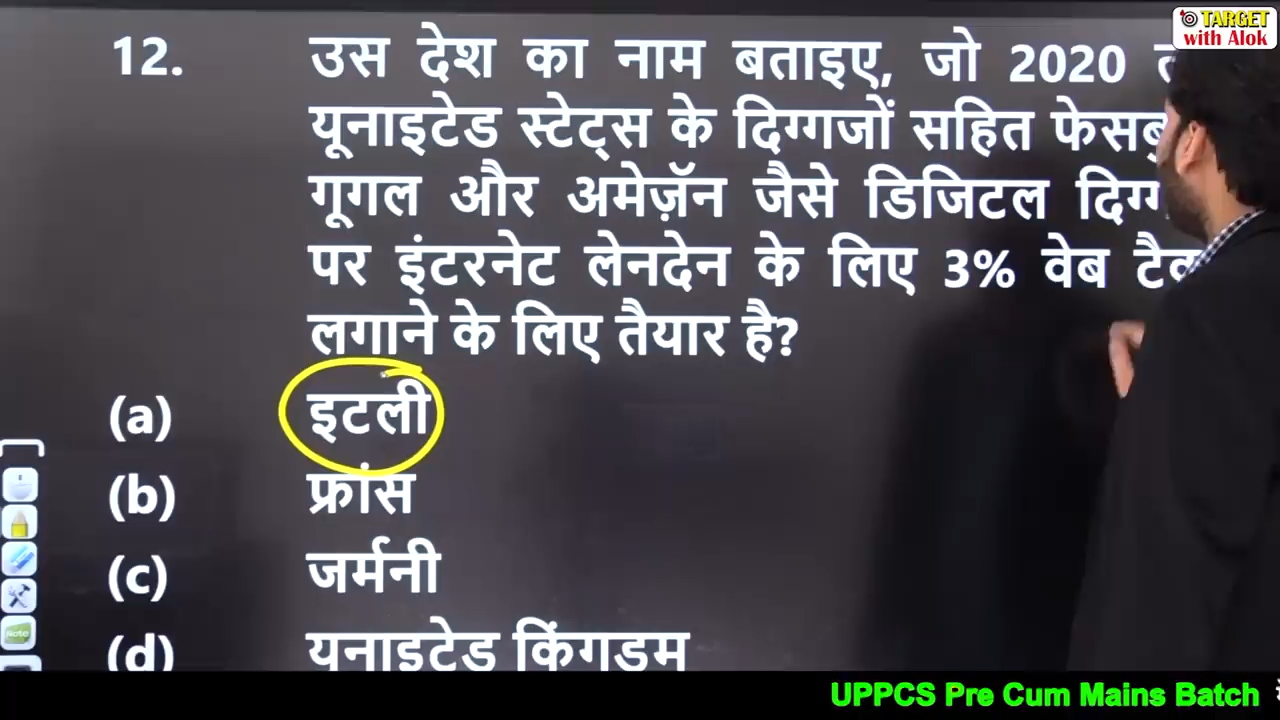 TARGET
with Alok
12. उस देश का नाम बताइए, जो 2020
यूनाइटेड स्टेट्स के दिग्गजों सहित
गूगल और अमेज़ॅन जैसे डिजिटल
पर इंटरनेट लेनदेन के लिए 3% वेब
लगाने के लिए तैयार है?
(a) इटली
(b) फ्रांस
(c) जर्मनी
(d) यूनाइटेड किंगडम
Note
UPPCS Pre Cum Mains Batch